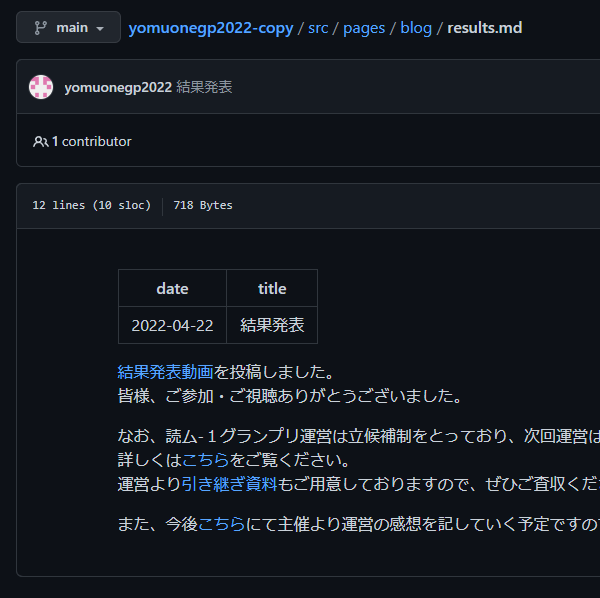 main
yomuonegp2022-copy / src / pages / blog / results.md
yomuonegp2022 結果発表
1 contributor
12 lines (10 sloc) 718 Bytes
date title
2022-04-22 結果発表
結果発表動画を投稿しました。
皆様、ご参加・ご視聴ありがとうございました。
なお、読ム-１グランプリ運営は立候補制をとっており、次回運営は
詳しくはこちらをご覧ください。
運営より引き継ぎ資料もご用意しておりますので、ぜひご査収くだ
また、今後こちらにて主催より運営の感想を記していく予定ですの